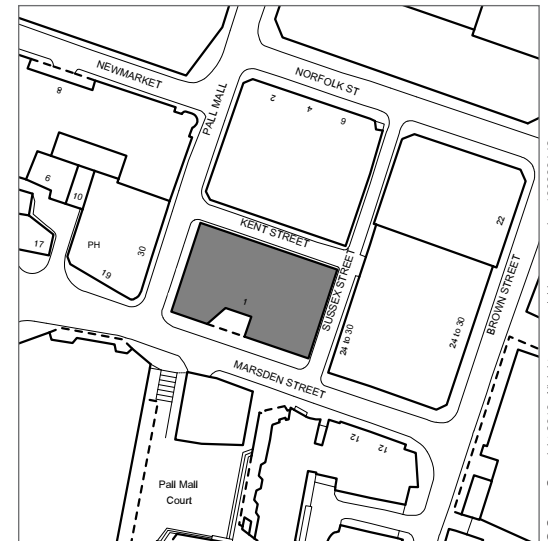 NEWMARKET
NORFOLK ST
PALL MALL
8
2
4
6
6
10
17
PH
30
19
KENT STREET
22
SUSSEX STREET
BROWN STREET
1
24 to 30
24 to 30
MARSDEN STREET
12
12
Pall Mall
Court